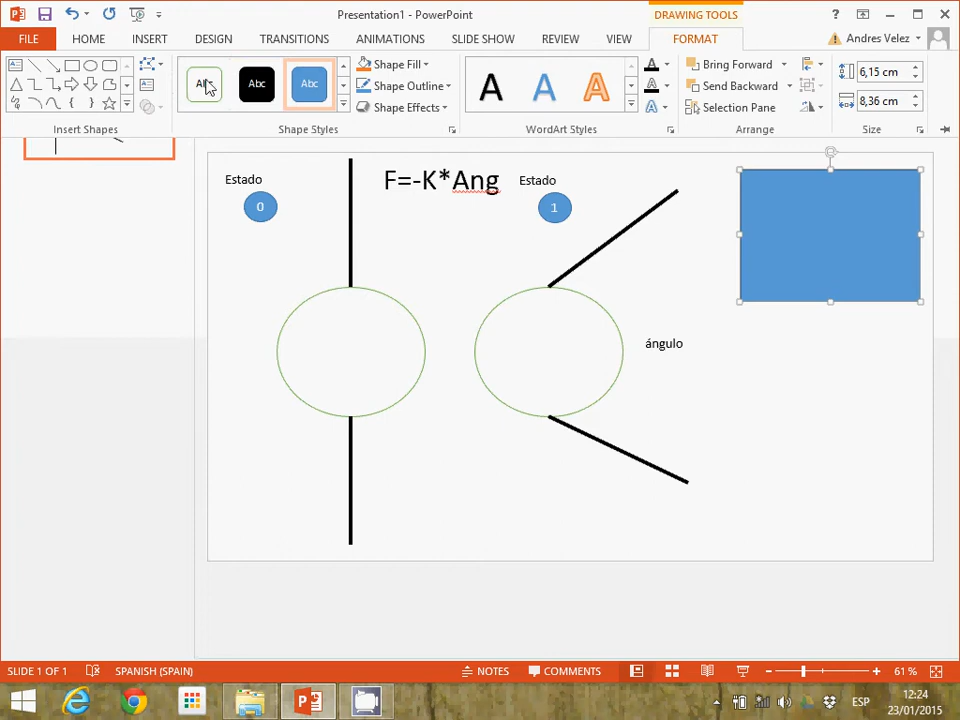 Presentation1 - PowerPoint
DRAWING TOOLS
?
FILE
HOME
INSERT
DESIGN
TRANSITIONS
ANIMATIONS
SLIDE SHOW
REVIEW
VIEW
FORMAT
Andres Velez
Abc
Abc
Abc
Shape Fill
Shape Outline
Shape Effects
A
A
A
A
A
A
Bring Forward
Send Backward
Selection Pane
6,15 cm
8,36 cm
Insert Shapes
Shape Styles
WordArt Styles
Arrange
Size
Estado
0
F=-K*Ang
Estado
1
ángulo
SLIDE 1 OF 1
SPANISH (SPAIN)
NOTES
COMMENTS
61 %
ESP
12:24
23/01/2015